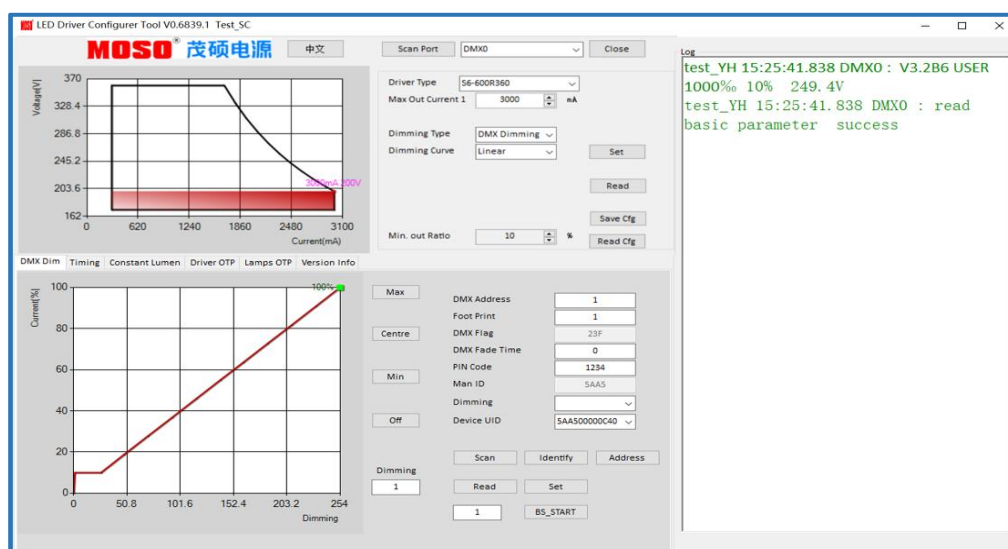 LED Driver Configurer Tool V0.6839.1 Test_SC
MOSO® 茂硕电源
中文
Scan Port
DMX0
Close
Voltage[V]
370
328.4
286.8
245.2
203.6
162
3000mA 200V
0 620 1240 1860 2480 3100
Current(mA)
Driver Type S6-600R360
Max Out Current 1 3000 mA
Dimming Type DMX Dimming
Dimming Curve Linear
Set
Read
Save Cfg
Min. out Ratio 10 %
Read Cfg
DMX Dim Timing Constant Lumen Driver OTP Lamps OTP Version Info
Current[%]
100
80
60
40
20
0
100%
0 50.8 101.6 152.4 203.2 254
Dimming
Max
Centre
Min
Off
Dimming
1
DMX Address 1
Foot Print 1
DMX Flag 23F
DMX Fade Time 0
PIN Code 1234
Man ID 5AA5
Dimming
Device UID 5AA500000C40
Scan Identify Address
Read Set
1 BS_START
Log
test_YH 15:25:41.838 DMX0 : V3.2B6 USER
1000‰ 10% 249.4V
test_YH 15:25:41.838 DMX0 : read
basic parameter success